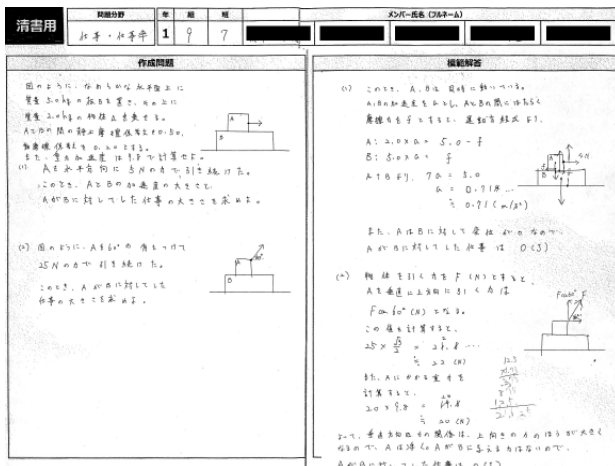 清書用
問題分野
年 組 班
メンバー氏名(フルネーム)
仕事・仕事率
1 9 7
作成問題
図のように、なめらかな水平面上に
質量5.0kgの板Bを置き、その上に
質量2.0kgの物体Aを乗せる。
AとBの間の静止摩擦係数を0.50、
動摩擦係数を0.20とする。
また、重力加速度は9.8で計算せよ。
(1) Aを水平方向に5Nの力で引き続けた。
このとき、AとBの加速度の大きさと、
AがBに対してした仕事の大きさを求めよ。
A
B
(2) 図のように、Aを60°の角をつけて
25Nの力で引き続けた。
このとき、AがBに対してした
仕事の大きさを求めよ。
A
B
60°
模範解答
(1) このとき、A、Bは同時に動いている。
A、Bの加速度をaとし、AとBの間にはたらく
摩擦力をfとすると、運動方程式より、
A: 2.0×a = 5.0-f
B: 5.0×a = f
A+Bより、7a = 5.0
a = 0.71…
≒ 0.71 (m/s²)
5N
また、AはBに対して変位が0なので、
AがBに対してした仕事は 0(J)
(2) 物体を引く力をF(N)とすると、
Aを垂直に上方向に引く力は
F cos60°(N)となる。
この値を計算すると、
25 × √3/2 = 21.8…
≒ 22 (N)
Fcos60° F
また、Aにかかる重力を
計算すると、
20×9.8 = 19.8
≒ 20 (N)
よって、垂直方向の力の関係は、上向きの力のほうが大きく
なるので、Aは浮くのAがBに与える力はないので、
AがBに対してした仕事は 0(J)